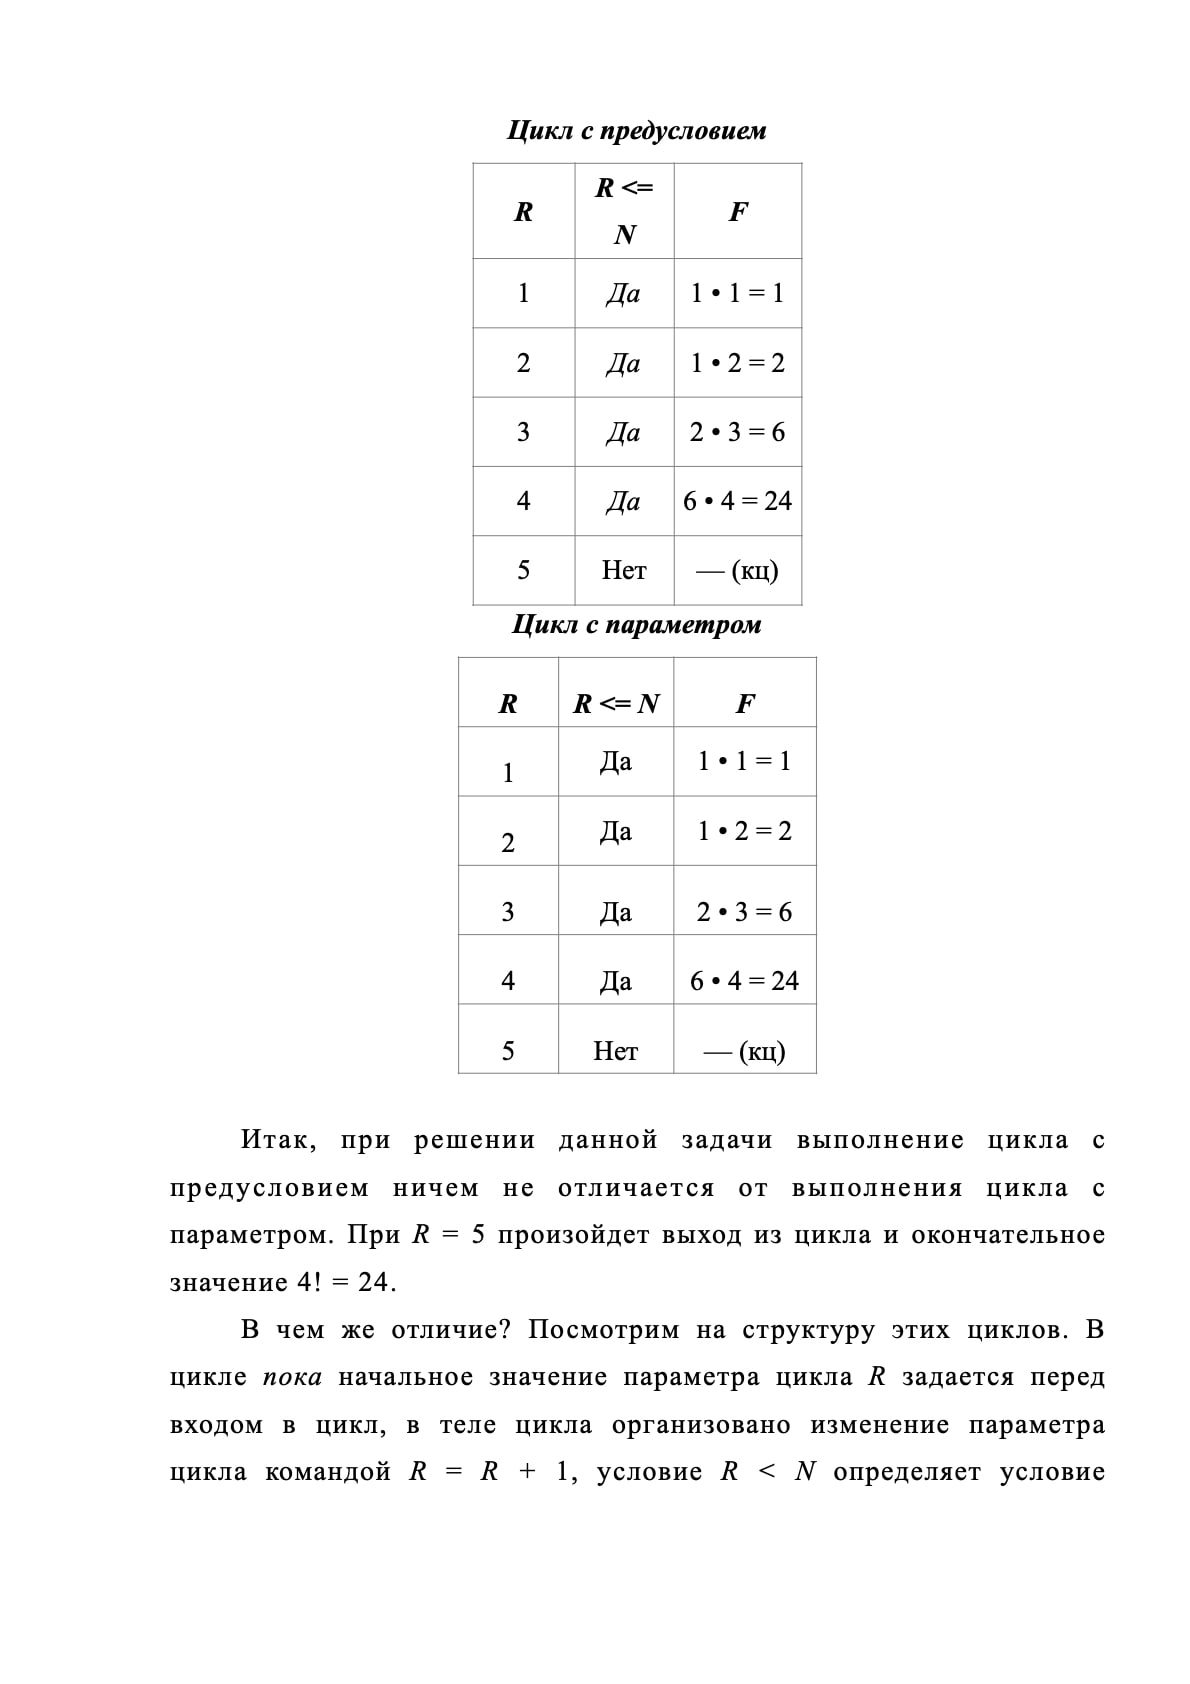 Цикл с предусловием
R R <= N F
1 Да 1 • 1 = 1
2 Да 1 • 2 = 2
3 Да 2 • 3 = 6
4 Да 6 • 4 = 24
5 Нет — (кц)
Цикл с параметром
R R <= N F
1 Да 1 • 1 = 1
2 Да 1 • 2 = 2
3 Да 2 • 3 = 6
4 Да 6 • 4 = 24
5 Нет — (кц)
Итак, при решении данной задачи выполнение цикла с
предусловием ничем не отличается от выполнения цикла с
параметром. При R = 5 произойдет выход из цикла и окончательное
значение 4! = 24.
В чем же отличие? Посмотрим на структуру этих циклов. В
цикле пока начальное значение параметра цикла R задается перед
входом в цикл, в теле цикла организовано изменение параметра
цикла командой R = R + 1, условие R < N определяет условие